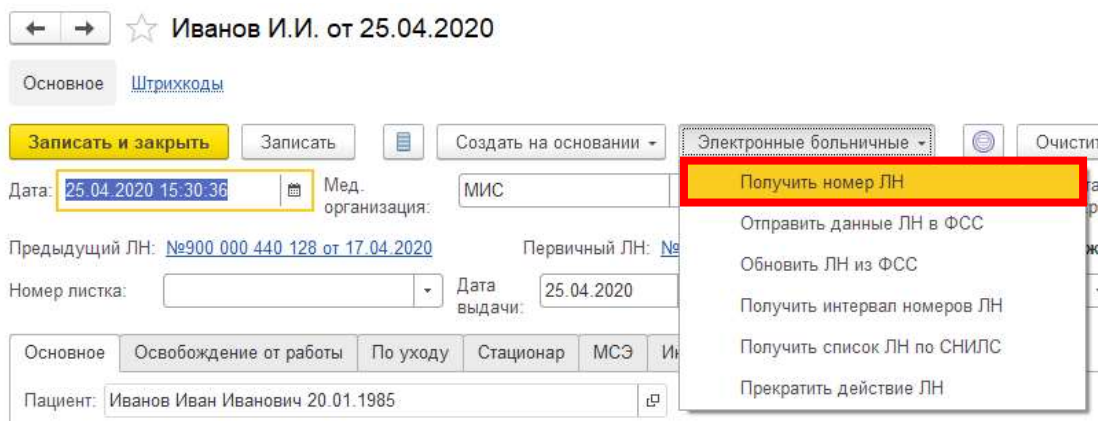 Иванов И.И. от 25.04.2020
Основное Штрихкоды
Записать и закрыть Записать Создать на основании Электронные больничные
Дата: 25.04.2020 15:30:36 Мед. организация: МИС
Получить номер ЛН
Отправить данные ЛН в ФСС
Предыдущий ЛН: №900 000 440 128 от 17.04.2020 Первичный ЛН:
Обновить ЛН из ФСС
Номер листка: Дата выдачи: 25.04.2020
Получить интервал номеров ЛН
Основное Освобождение от работы По уходу Стационар МСЭ
Получить список ЛН по СНИЛС
Прекратить действие ЛН
Пациент: Иванов Иван Иванович 20.01.1985